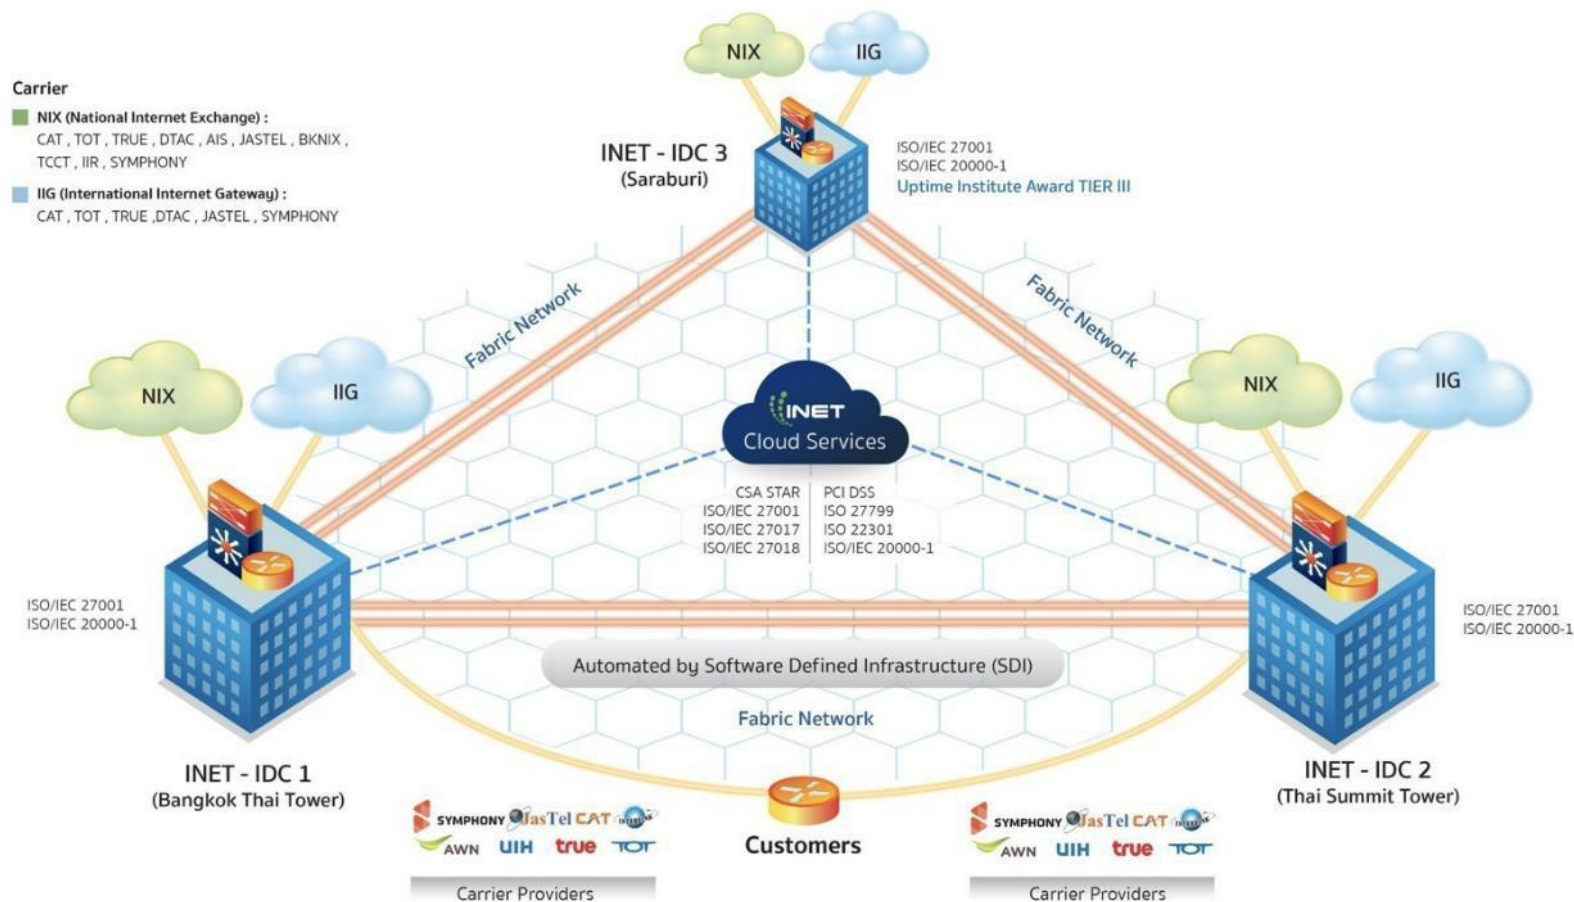 NIX
IIG
Carrier
NIX (National Internet Exchange) :
CAT , TOT , TRUE , DTAC , AIS , JASTEL , BKNIX ,
TCCT , IIR , SYMPHONY
IIG (International Internet Gateway) :
CAT , TOT , TRUE ,DTAC , JASTEL , SYMPHONY
INET - IDC 3
(Saraburi)
ISO/IEC 27001
ISO/IEC 20000-1
Uptime Institute Award TIER III
Fabric Network
Fabric Network
NIX
IIG
NIX
IIG
INET
Cloud Services
CSA STAR
ISO/IEC 27001
ISO/IEC 27017
ISO/IEC 27018
PCI DSS
ISO 27799
ISO 22301
ISO/IEC 20000-1
ISO/IEC 27001
ISO/IEC 20000-1
ISO/IEC 27001
ISO/IEC 20000-1
Automated by Software Defined Infrastructure (SDI)
Fabric Network
INET - IDC 1
(Bangkok Thai Tower)
INET - IDC 2
(Thai Summit Tower)
SYMPHONY JasTel CAT
AWN UIH true TOT
Carrier Providers
Customers
SYMPHONY JasTel CAT
AWN UIH true TOT
Carrier Providers